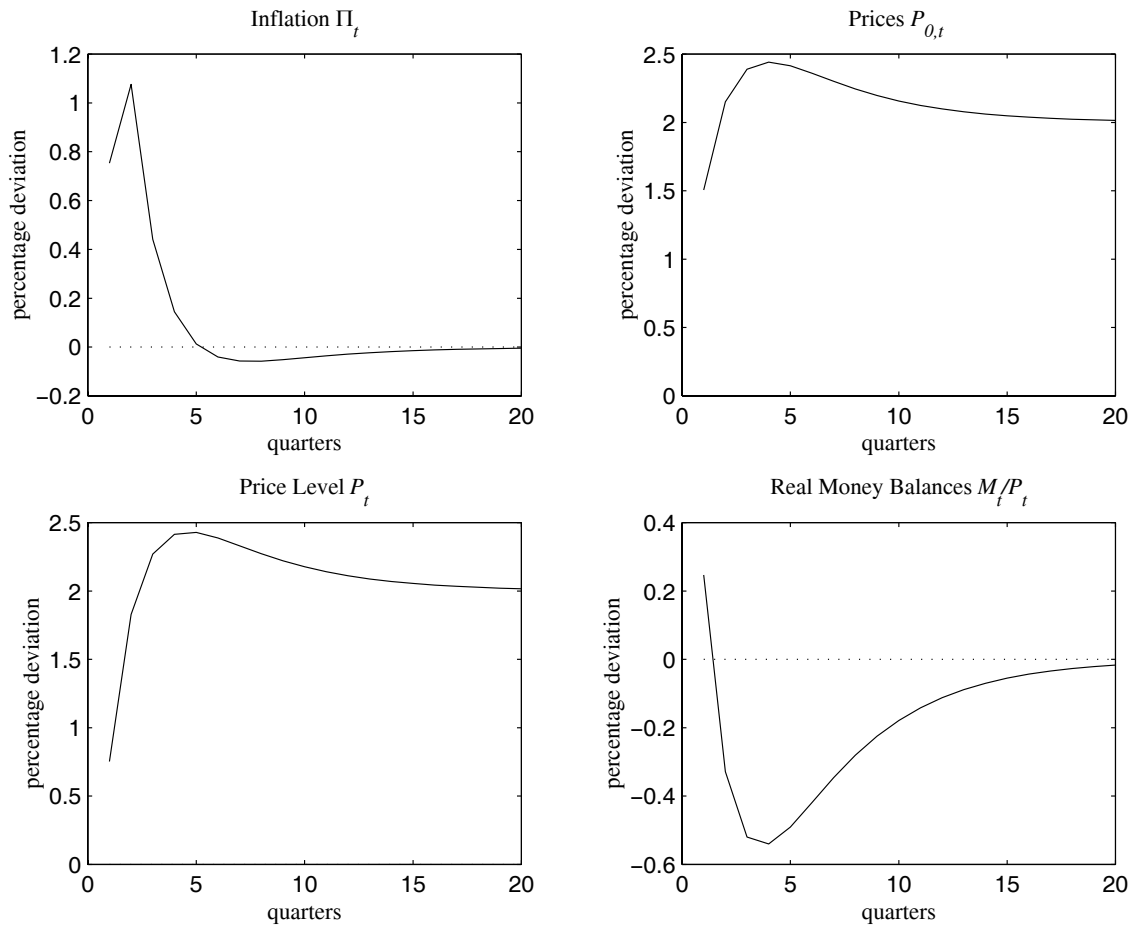 Inflation Π_t
percentage deviation
1.2
1
0.8
0.6
0.4
0.2
0
−0.2
0 5 10 15 20
quarters
Prices P_{0,t}
percentage deviation
2.5
2
1.5
1
0.5
0
0 5 10 15 20
quarters
Price Level P_t
percentage deviation
2.5
2
1.5
1
0.5
0
0 5 10 15 20
quarters
Real Money Balances M_t/P_t
percentage deviation
0.4
0.2
0
−0.2
−0.4
−0.6
0 5 10 15 20
quarters